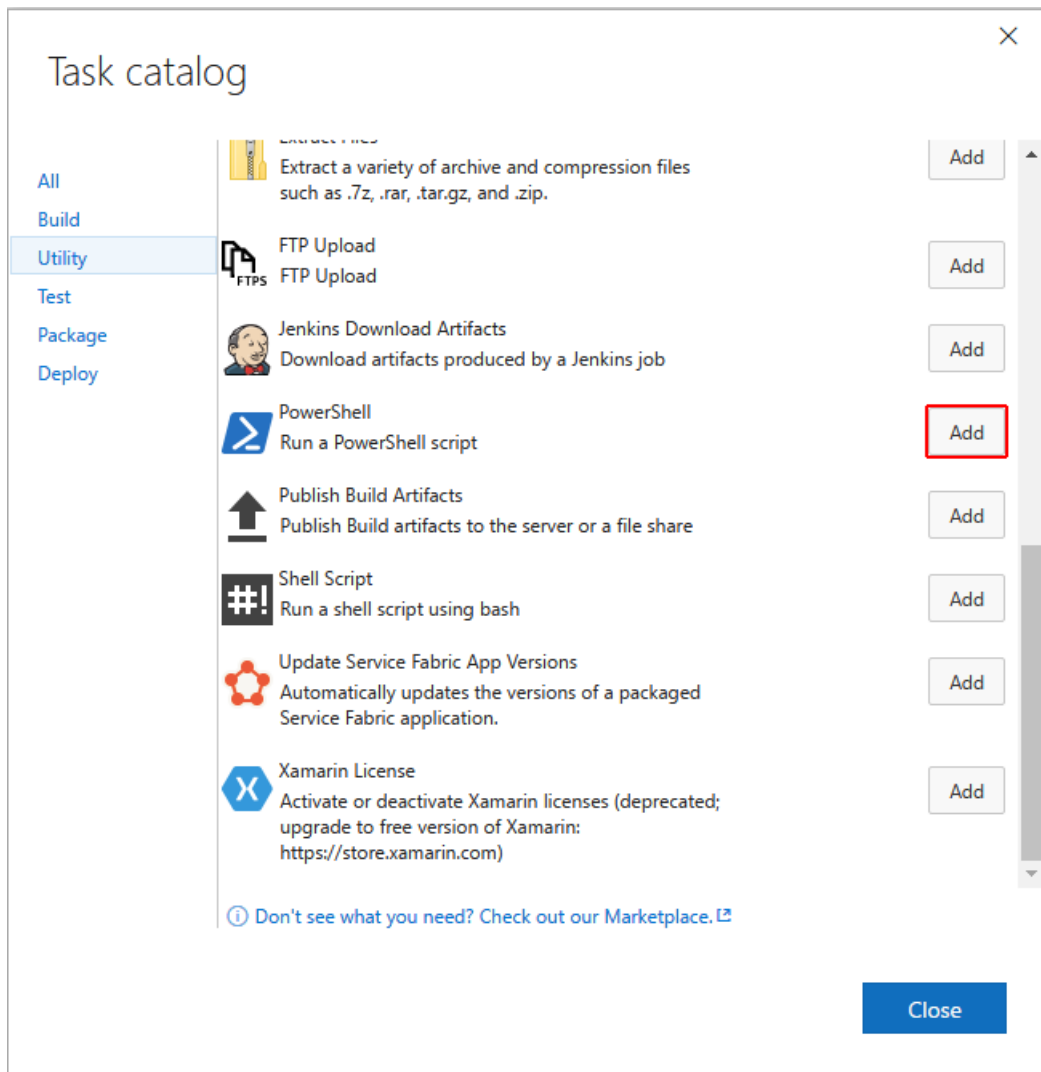 Task catalog
All
Build
Utility
Test
Package
Deploy
Extract Files
Extract a variety of archive and compression files
such as .7z, .rar, .tar.gz, and .zip.
Add
FTPS
FTP Upload
FTP Upload
Add
Jenkins Download Artifacts
Download artifacts produced by a Jenkins job
Add
PowerShell
Run a PowerShell script
Add
Publish Build Artifacts
Publish Build artifacts to the server or a file share
Add
#!
Shell Script
Run a shell script using bash
Add
Update Service Fabric App Versions
Automatically updates the versions of a packaged
Service Fabric application.
Add
Xamarin License
Activate or deactivate Xamarin licenses (deprecated;
upgrade to free version of Xamarin:
https://store.xamarin.com)
Add
Don't see what you need? Check out our Marketplace.
Close